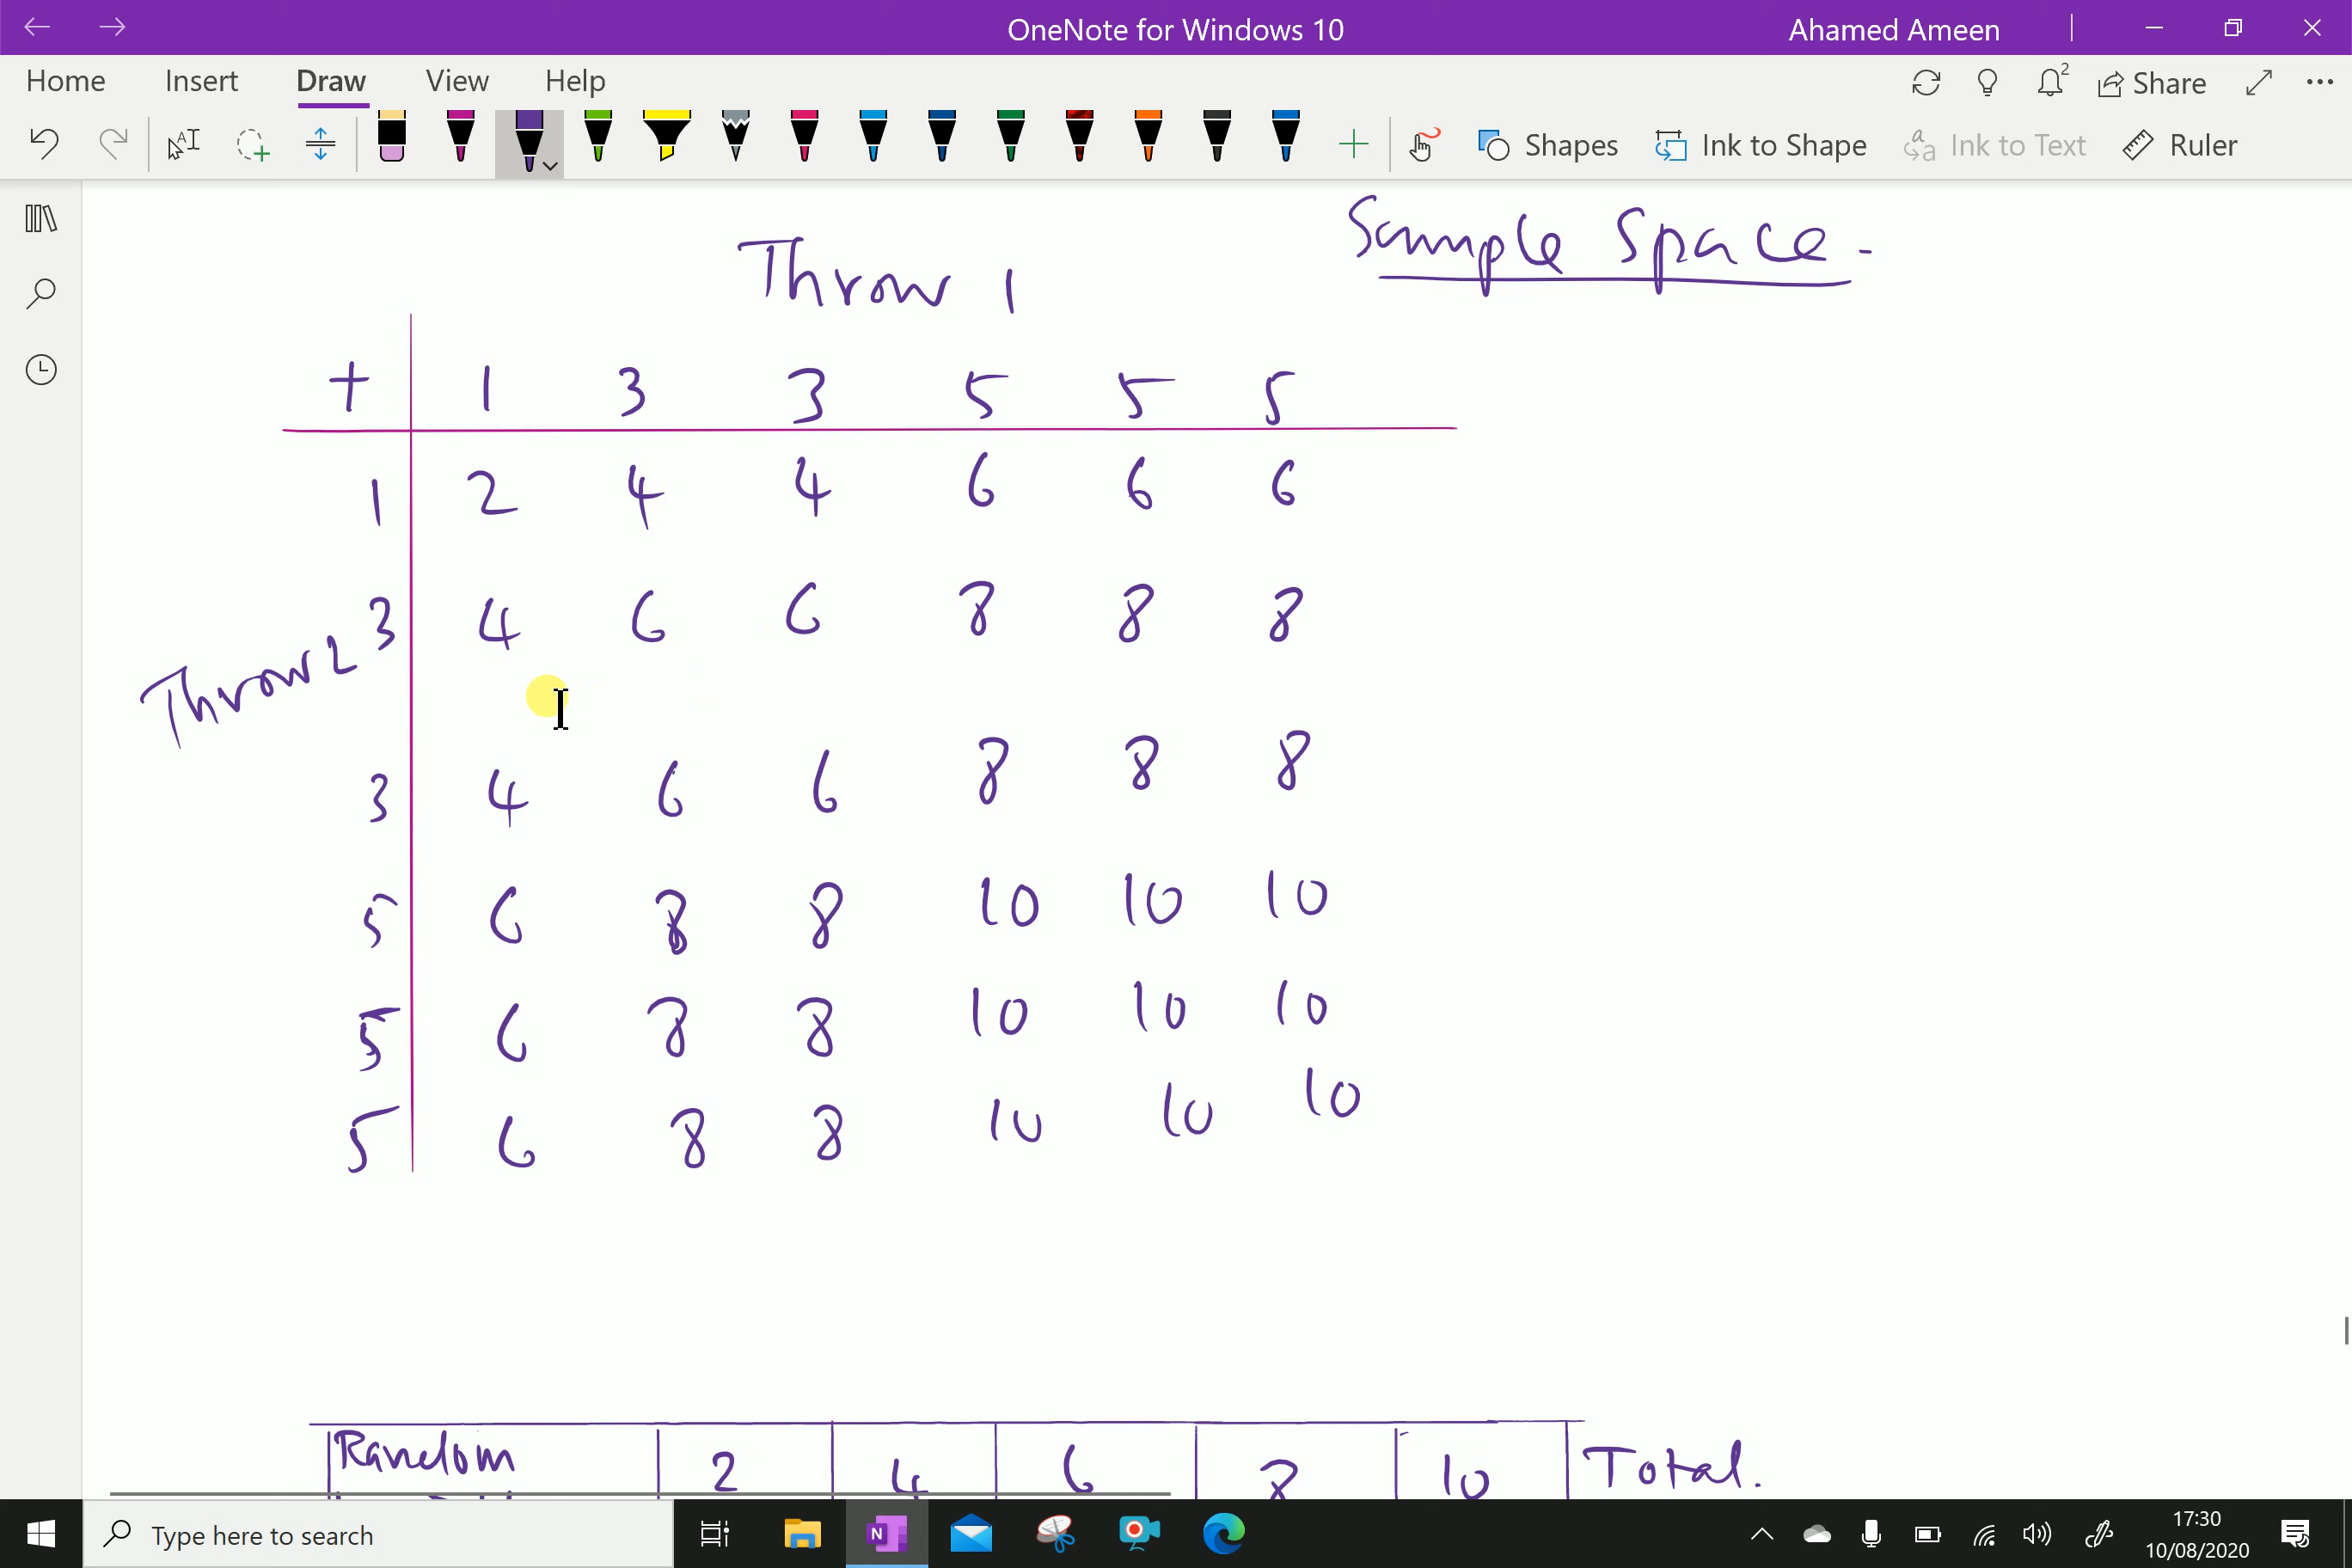 OneNote for Windows 10
Ahamed Ameen
Home Insert Draw View Help
2
Share
Shapes Ink to Shape Ink to Text Ruler
Sample Space -
Throw 1
+ 1 3 3 5 5 5
1 2 4 4 6 6 6
3 4 6 6 8 8 8
Throw 2
3 4 6 6 8 8 8
5 6 8 8 10 10 10
5 6 8 8 10 10 10
5 6 8 8 10 10 10
Random 2 4 6 8 10 Total.
Type here to search
17:30
10/08/2020